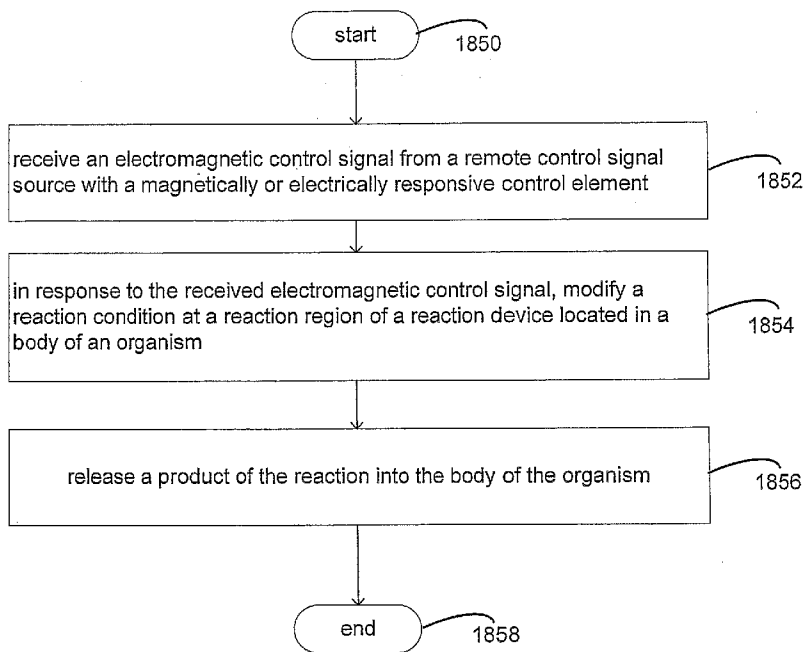 start
1850
receive an electromagnetic control signal from a remote control signal
source with a magnetically or electrically responsive control element
1852
in response to the received electromagnetic control signal, modify a
reaction condition at a reaction region of a reaction device located in a
body of an organism
1854
release a product of the reaction into the body of the organism
1856
end
1858